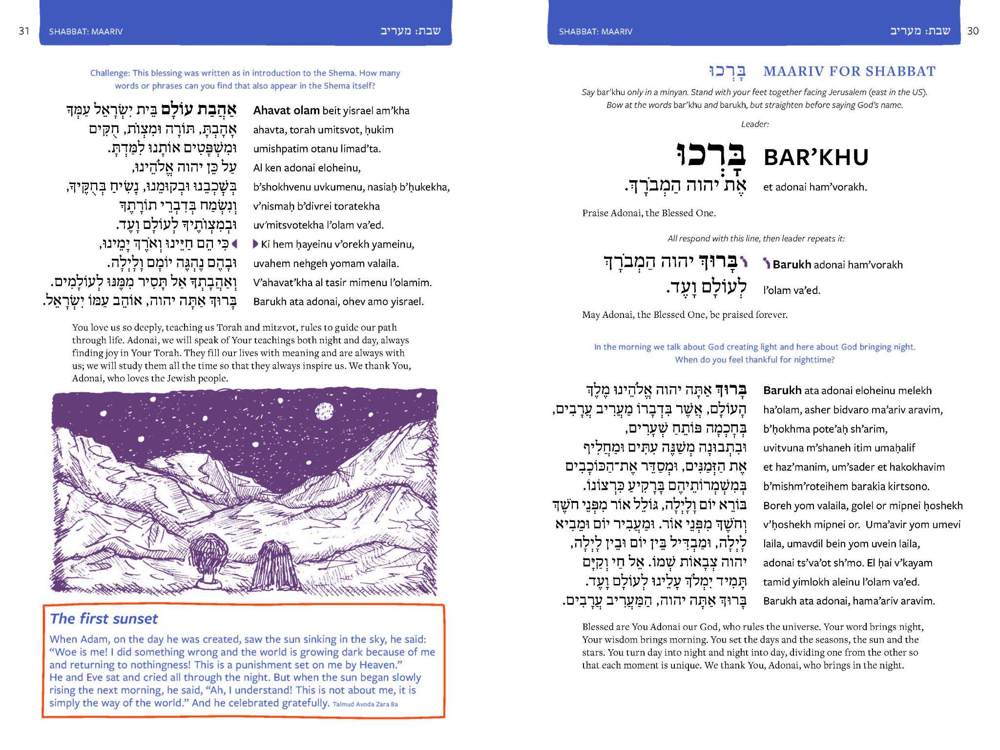 30
SHABBAT: MAARIV
שבת: מעריב
בָּרְכוּ MAARIV FOR SHABBAT
Say bar’khu only in a minyan. Stand with your feet together facing Jerusalem (east in the US).
Bow at the words bar’khu and barukh, but straighten before saying God’s name.
Leader:
בָּרְכוּ
אֶת יהוה הַמְבֹרָךְ.
BAR’KHU
et adonai ham’vorakh.
Praise Adonai, the Blessed One.
All respond with this line, then leader repeats it:
בָּרוּךְ יהוה הַמְבֹרָךְ
לְעוֹלָם וָעֶד.
Barukh adonai ham’vorakh
l’olam va’ed.
May Adonai, the Blessed One, be praised forever.
In the morning we talk about God creating light and here about God bringing night.
When do you feel thankful for nighttime?
בָּרוּךְ אַתָּה יהוה אֱלֹהֵינוּ מֶלֶךְ
הָעוֹלָם, אֲשֶׁר בִּדְבָרוֹ מַעֲרִיב עֲרָבִים,
בְּחָכְמָה פּוֹתֵחַ שְׁעָרִים,
וּבִתְבוּנָה מְשַׁנֶּה עִתִּים וּמַחֲלִיף
אֶת הַזְּמַנִּים, וּמְסַדֵּר אֶת־הַכּוֹכָבִים
בְּמִשְׁמְרוֹתֵיהֶם בָּרָקִיעַ כִּרְצוֹנוֹ.
בּוֹרֵא יוֹם וָלָיְלָה, גּוֹלֵל אוֹר מִפְּנֵי חֹשֶׁךְ
וְחֹשֶׁךְ מִפְּנֵי אוֹר. וּמַעֲבִיר יוֹם וּמֵבִיא
לָיְלָה, וּמַבְדִּיל בֵּין יוֹם וּבֵין לָיְלָה,
יהוה צְבָאוֹת שְׁמוֹ. אֵל חַי וְקַיָּם
תָּמִיד יִמְלֹךְ עָלֵינוּ לְעוֹלָם וָעֶד.
בָּרוּךְ אַתָּה יהוה, הַמַּעֲרִיב עֲרָבִים.
Barukh ata adonai eloheinu melekh
ha’olam, asher bidvaro ma’ariv aravim,
b’ḥokhma pote’aḥ sh’arim,
uvitvuna m’shaneh itim umaḥalif
et haz’manim, um’sader et hakokhavim
b’mishm’roteihem barakia kirtsono.
Boreh yom valaila, golel or mipnei ḥoshekh
v’ḥoshekh mipnei or. Uma’avir yom umevi
laila, umavdil bein yom uvein laila,
adonai ts’va’ot sh’mo. El ḥai v’kayam
tamid yimlokh aleinu l’olam va’ed.
Barukh ata adonai, hama’ariv aravim.
Blessed are You Adonai our God, who rules the universe. Your word brings night,
Your wisdom brings morning. You set the days and the seasons, the sun and the
stars. You turn day into night and night into day, dividing one from the other so
that each moment is unique. We thank You, Adonai, who brings in the night.
31
SHABBAT: MAARIV
שבת: מעריב
Challenge: This blessing was written as in introduction to the Shema. How many
words or phrases can you find that also appear in the Shema itself?
אַהֲבַת עוֹלָם בֵּית יִשְׂרָאֵל עַמְּךָ
אָהָבְתָּ, תּוֹרָה וּמִצְוֹת, חֻקִּים
וּמִשְׁפָּטִים אוֹתָנוּ לִמַּדְתָּ.
עַל כֵּן יהוה אֱלֹהֵינוּ,
בְּשָׁכְבֵנוּ וּבְקוּמֵנוּ, נָשִׂיחַ בְּחֻקֶּיךָ,
וְנִשְׂמַח בְּדִבְרֵי תוֹרָתֶךָ
וּבְמִצְוֹתֶיךָ לְעוֹלָם וָעֶד.
כִּי הֵם חַיֵּינוּ וְאֹרֶךְ יָמֵינוּ,
וּבָהֶם נֶהְגֶּה יוֹמָם וָלָיְלָה.
וְאַהֲבָתְךָ אַל תָּסִיר מִמֶּנּוּ לְעוֹלָמִים.
בָּרוּךְ אַתָּה יהוה, אוֹהֵב עַמּוֹ יִשְׂרָאֵל.
Ahavat olam beit yisrael am’kha
ahavta, torah umitsvot, ḥukim
umishpatim otanu limad’ta.
Al ken adonai eloheinu,
b’shokhvenu uvkumenu, nasiaḥ b’ḥukekha,
v’nismaḥ b’divrei toratekha
uv’mitsvotekha l’olam va’ed.
Ki hem ḥayeinu v’orekh yameinu,
uvahem nehgeh yomam valaila.
V’ahavat’kha al tasir mimenu l’olamim.
Barukh ata adonai, ohev amo yisrael.
You love us so deeply, teaching us Torah and mitzvot, rules to guide our path
through life. Adonai, we will speak of Your teachings both night and day, always
finding joy in Your Torah. They fill our lives with meaning and are always with
us; we will study them all the time so that they always inspire us. We thank You,
Adonai, who loves the Jewish people.
The first sunset
When Adam, on the day he was created, saw the sun sinking in the sky, he said:
“Woe is me! I did something wrong and the world is growing dark because of me
and returning to nothingness! This is a punishment set on me by Heaven.”
He and Eve sat and cried all through the night. But when the sun began slowly
rising the next morning, he said, “Ah, I understand! This is not about me, it is
simply the way of the world.” And he celebrated gratefully. Talmud Avoda Zara 8a